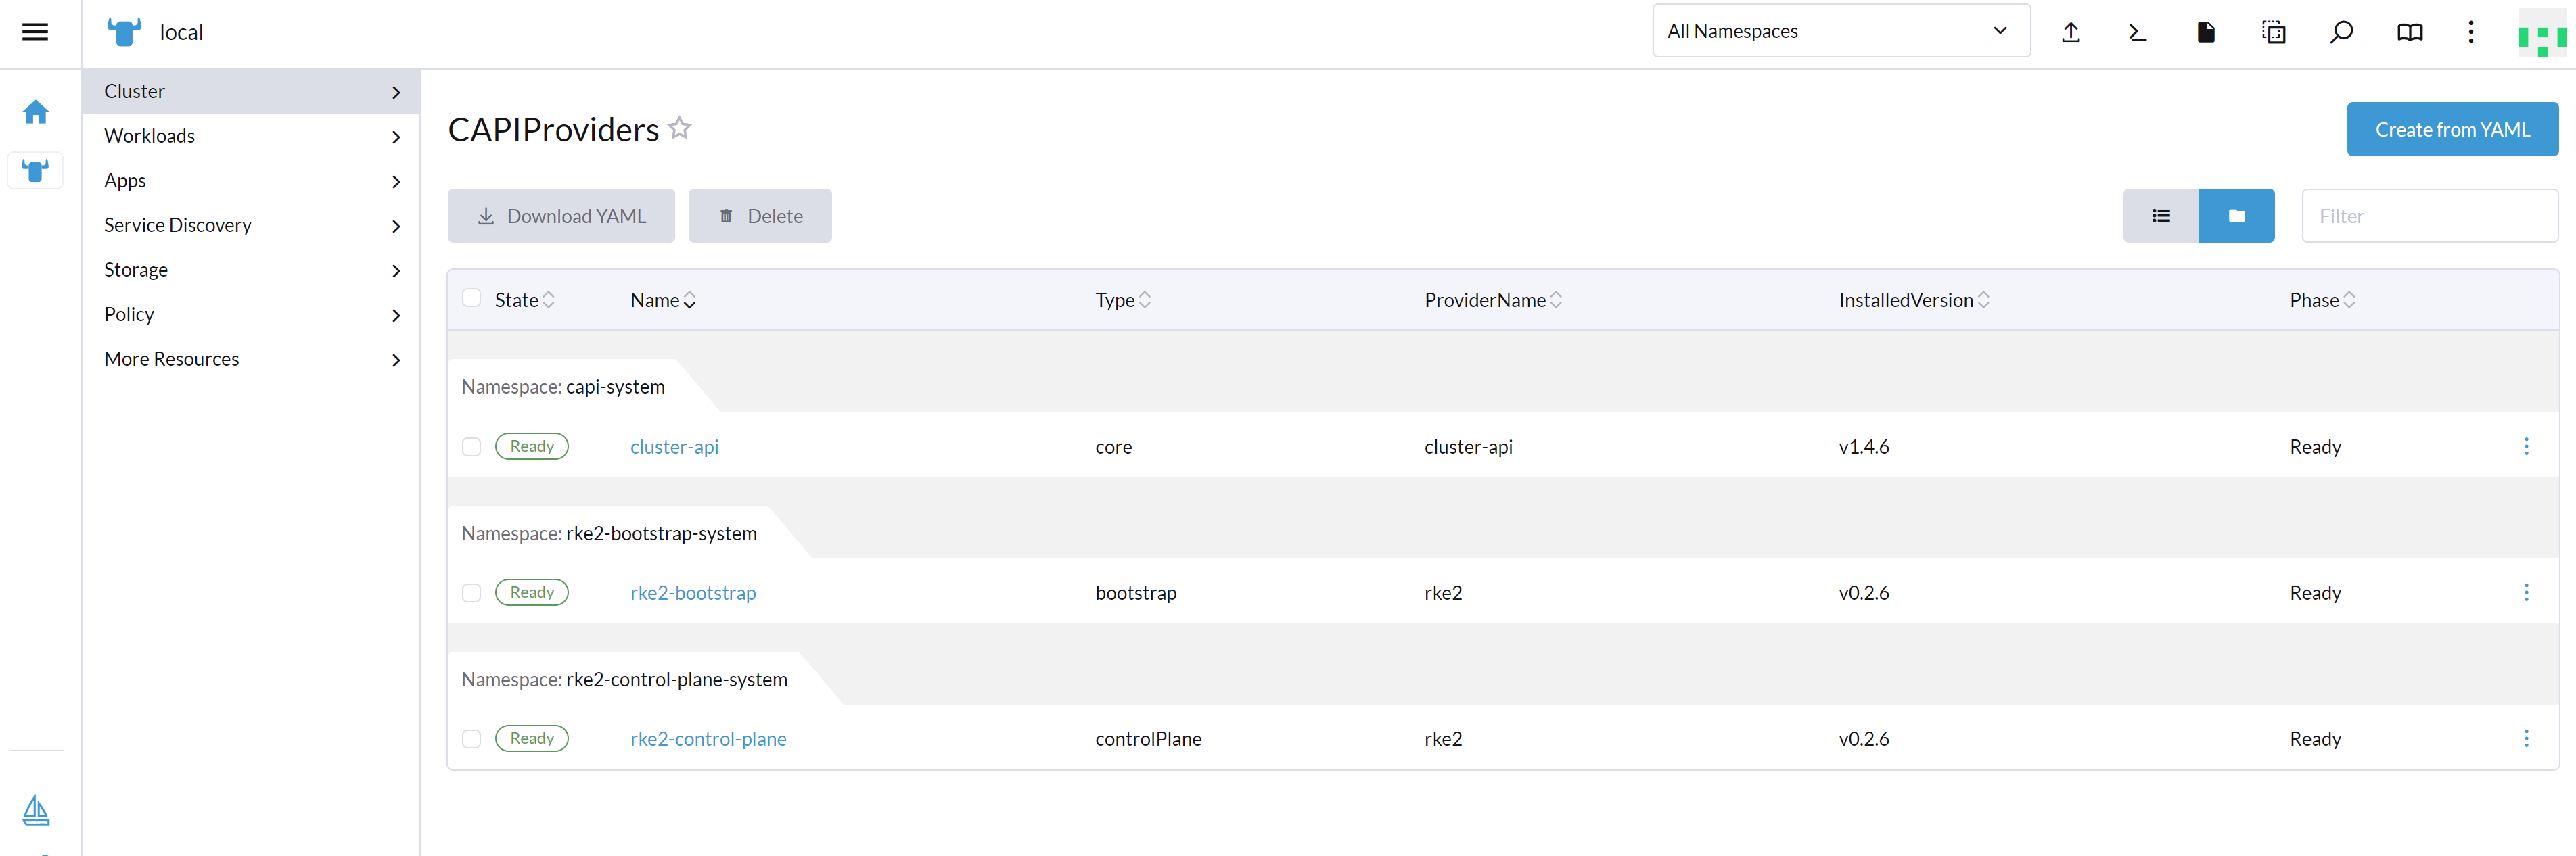 local
All Namespaces
Cluster
Workloads
Apps
Service Discovery
Storage
Policy
More Resources
CAPIProviders
Create from YAML
Download YAML
Delete
Filter
State Name Type ProviderName InstalledVersion Phase
Namespace: capi-system
Ready cluster-api core cluster-api v1.4.6 Ready
Namespace: rke2-bootstrap-system
Ready rke2-bootstrap bootstrap rke2 v0.2.6 Ready
Namespace: rke2-control-plane-system
Ready rke2-control-plane controlPlane rke2 v0.2.6 Ready